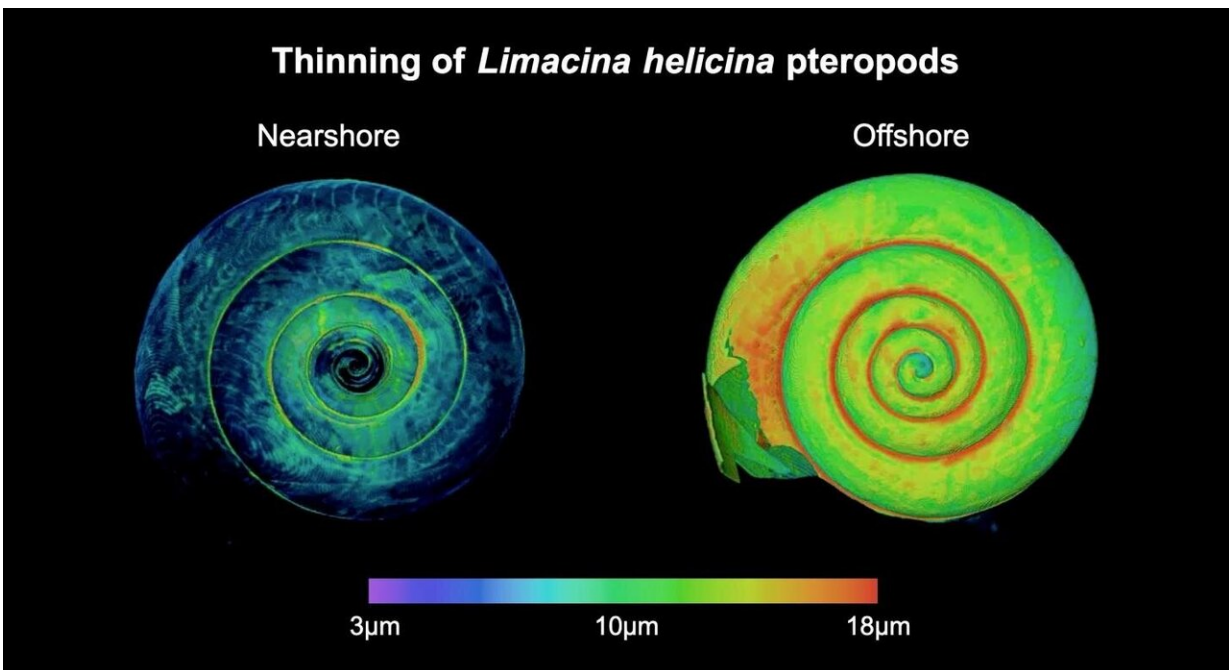 Thinning of Limacina helicina pteropods
Nearshore
Offshore
3µm
10µm
18µm